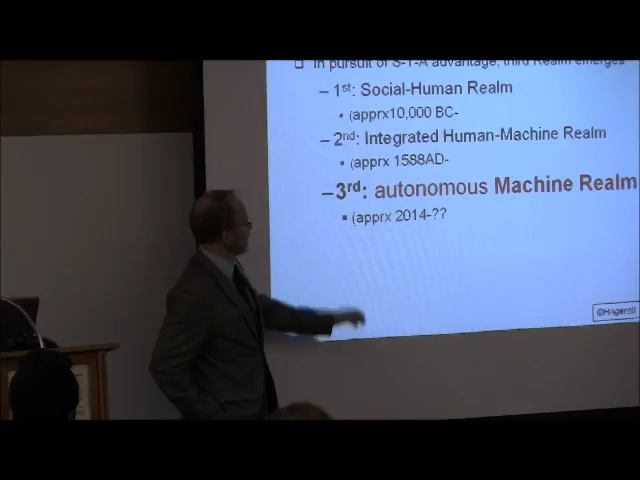 In pursuit of S-T-A advantage, third Realm emerges
– 1st: Social-Human Realm
▪ (apprx10,000 BC-
– 2nd: Integrated Human-Machine Realm
▪ (apprx 1588AD-
–3rd: autonomous Machine Realm
▪ (apprx 2014-??